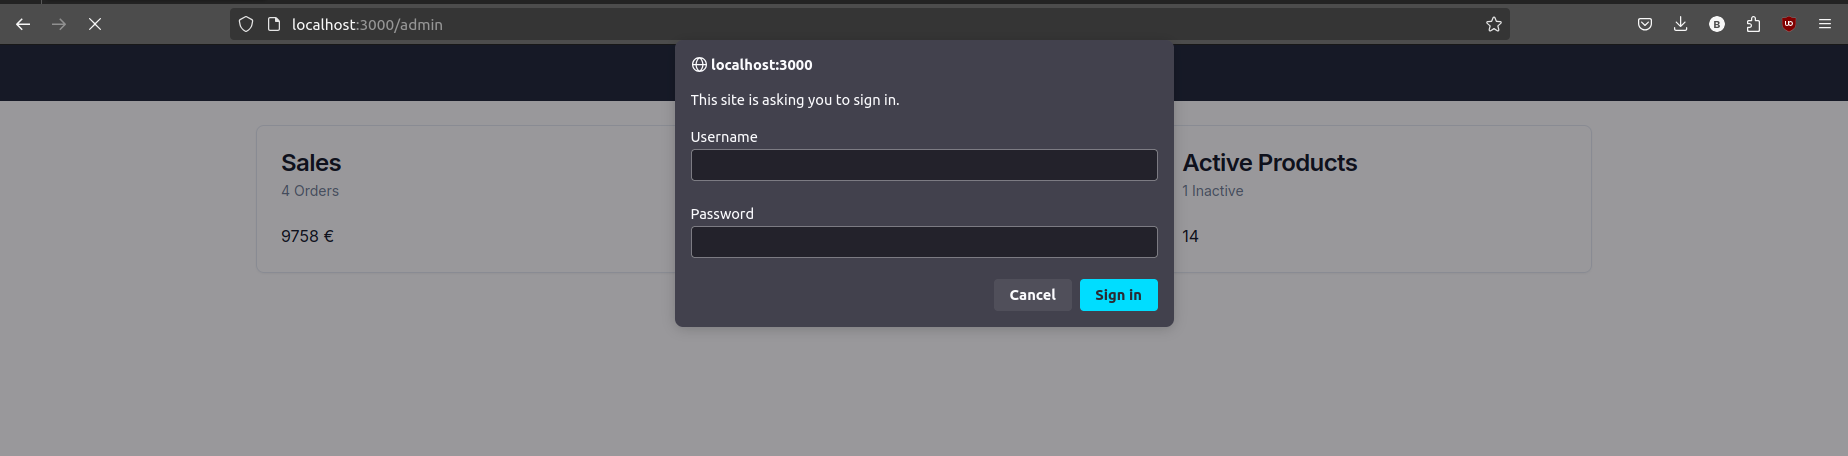 localhost:3000/admin
B
UO
localhost:3000
This site is asking you to sign in.
Username
Password
Cancel
Sign in
Sales
4 Orders
9758 €
Active Products
1 Inactive
14